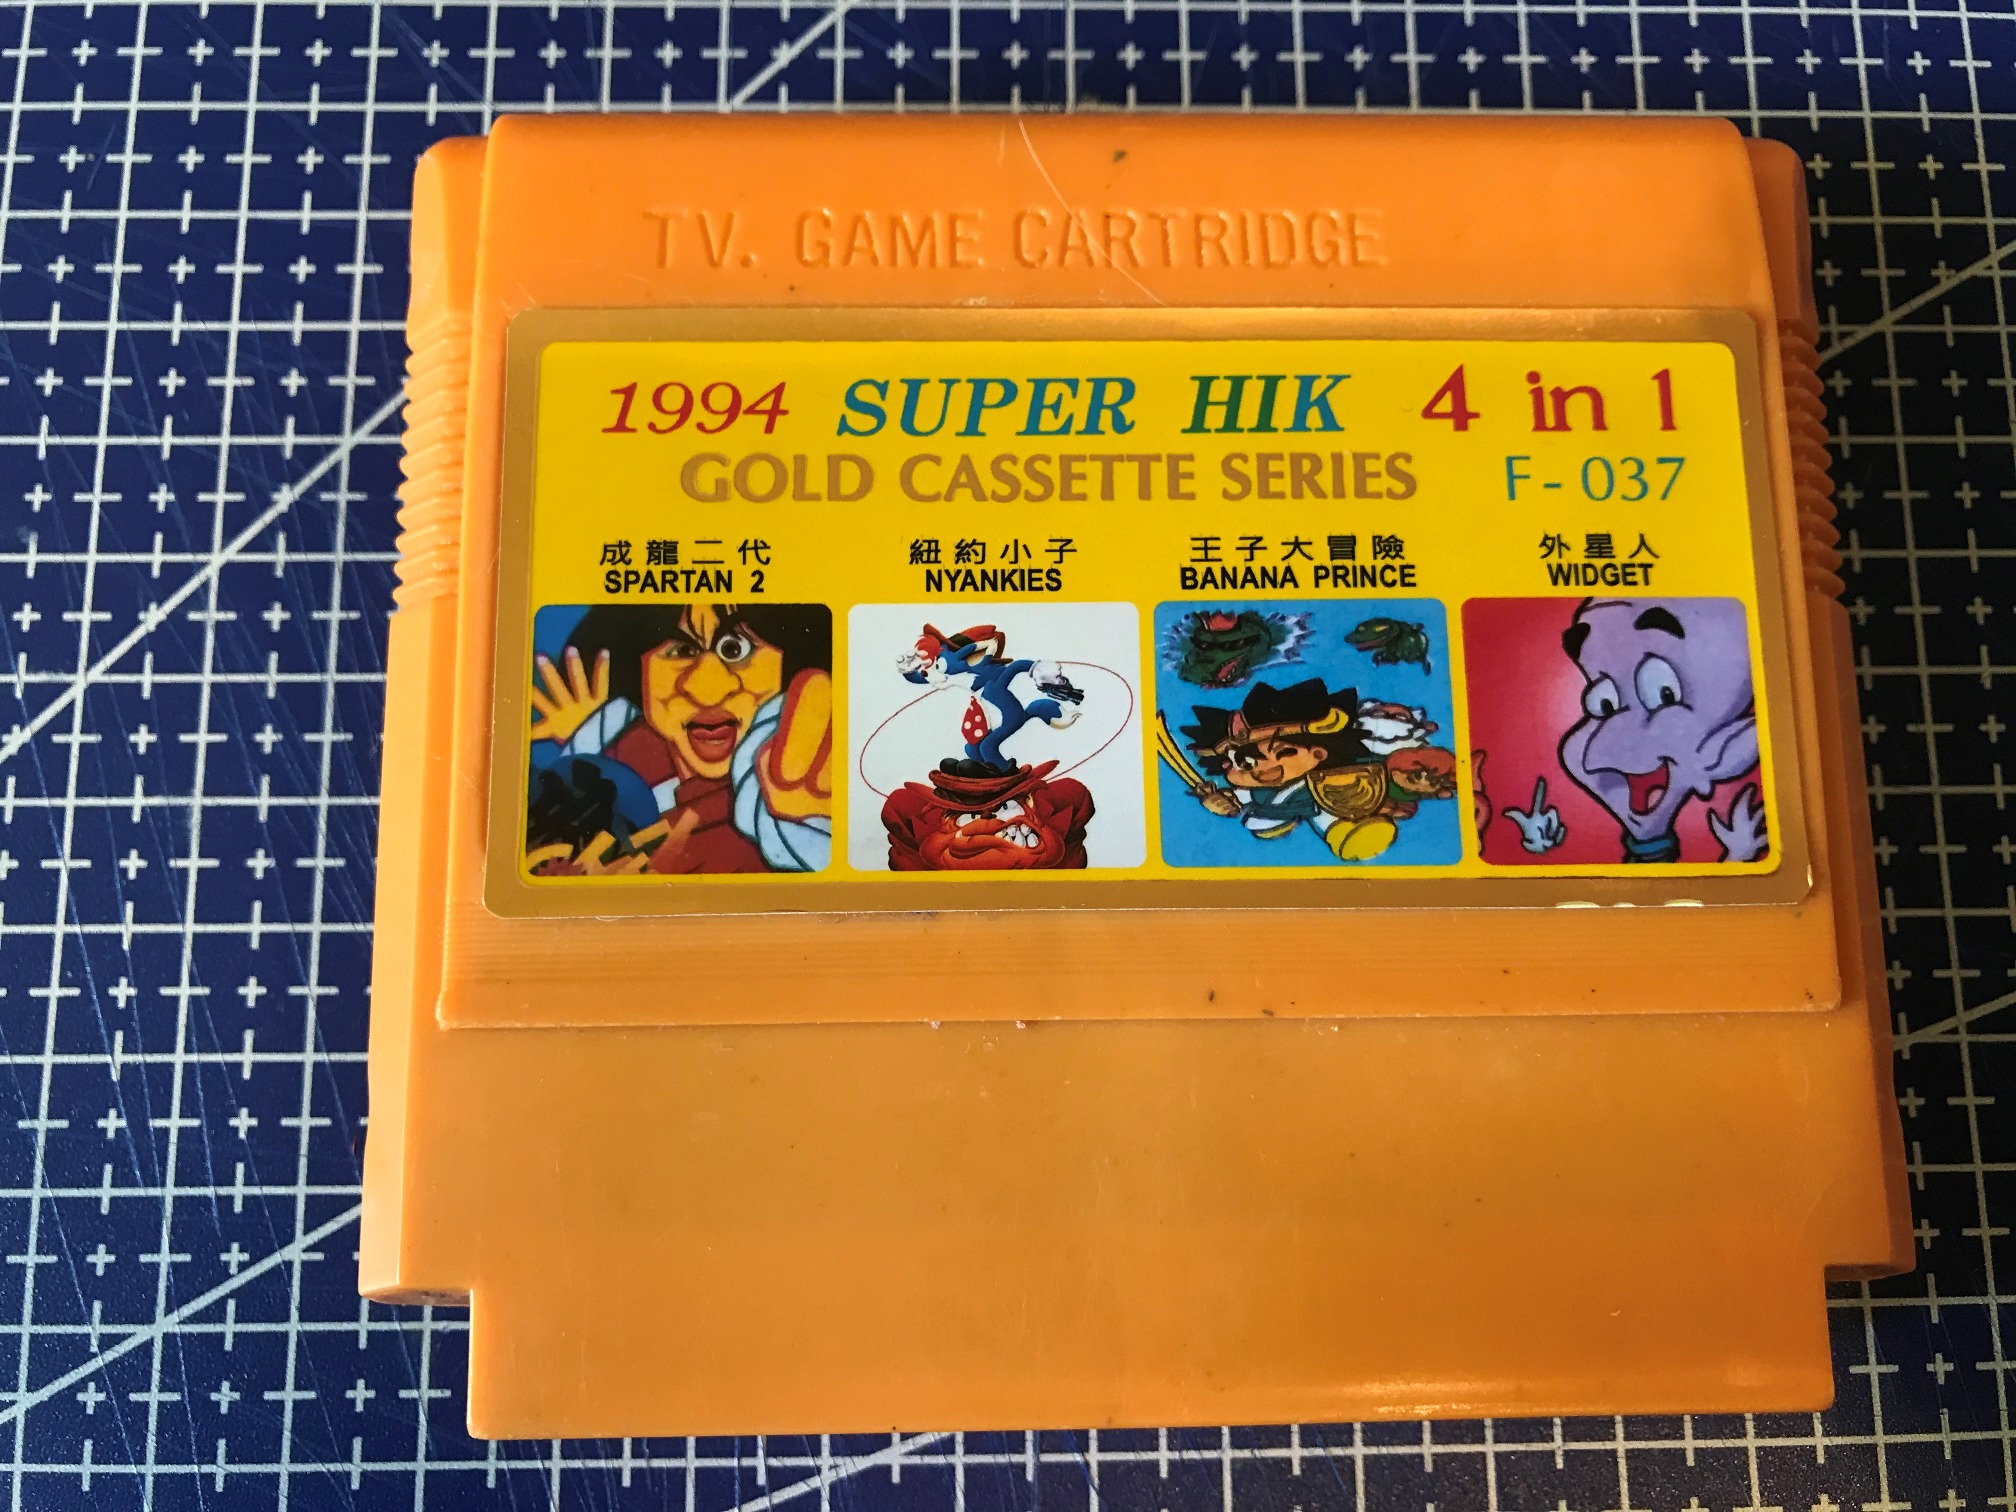 TV. GAME CARTRIDGE
1994 SUPER HIK 4 in 1
GOLD CASSETTE SERIES F-037
成龍二代
SPARTAN 2
紐約小子
NYANKIES
王子大冒險
BANANA PRINCE
外星人
WIDGET